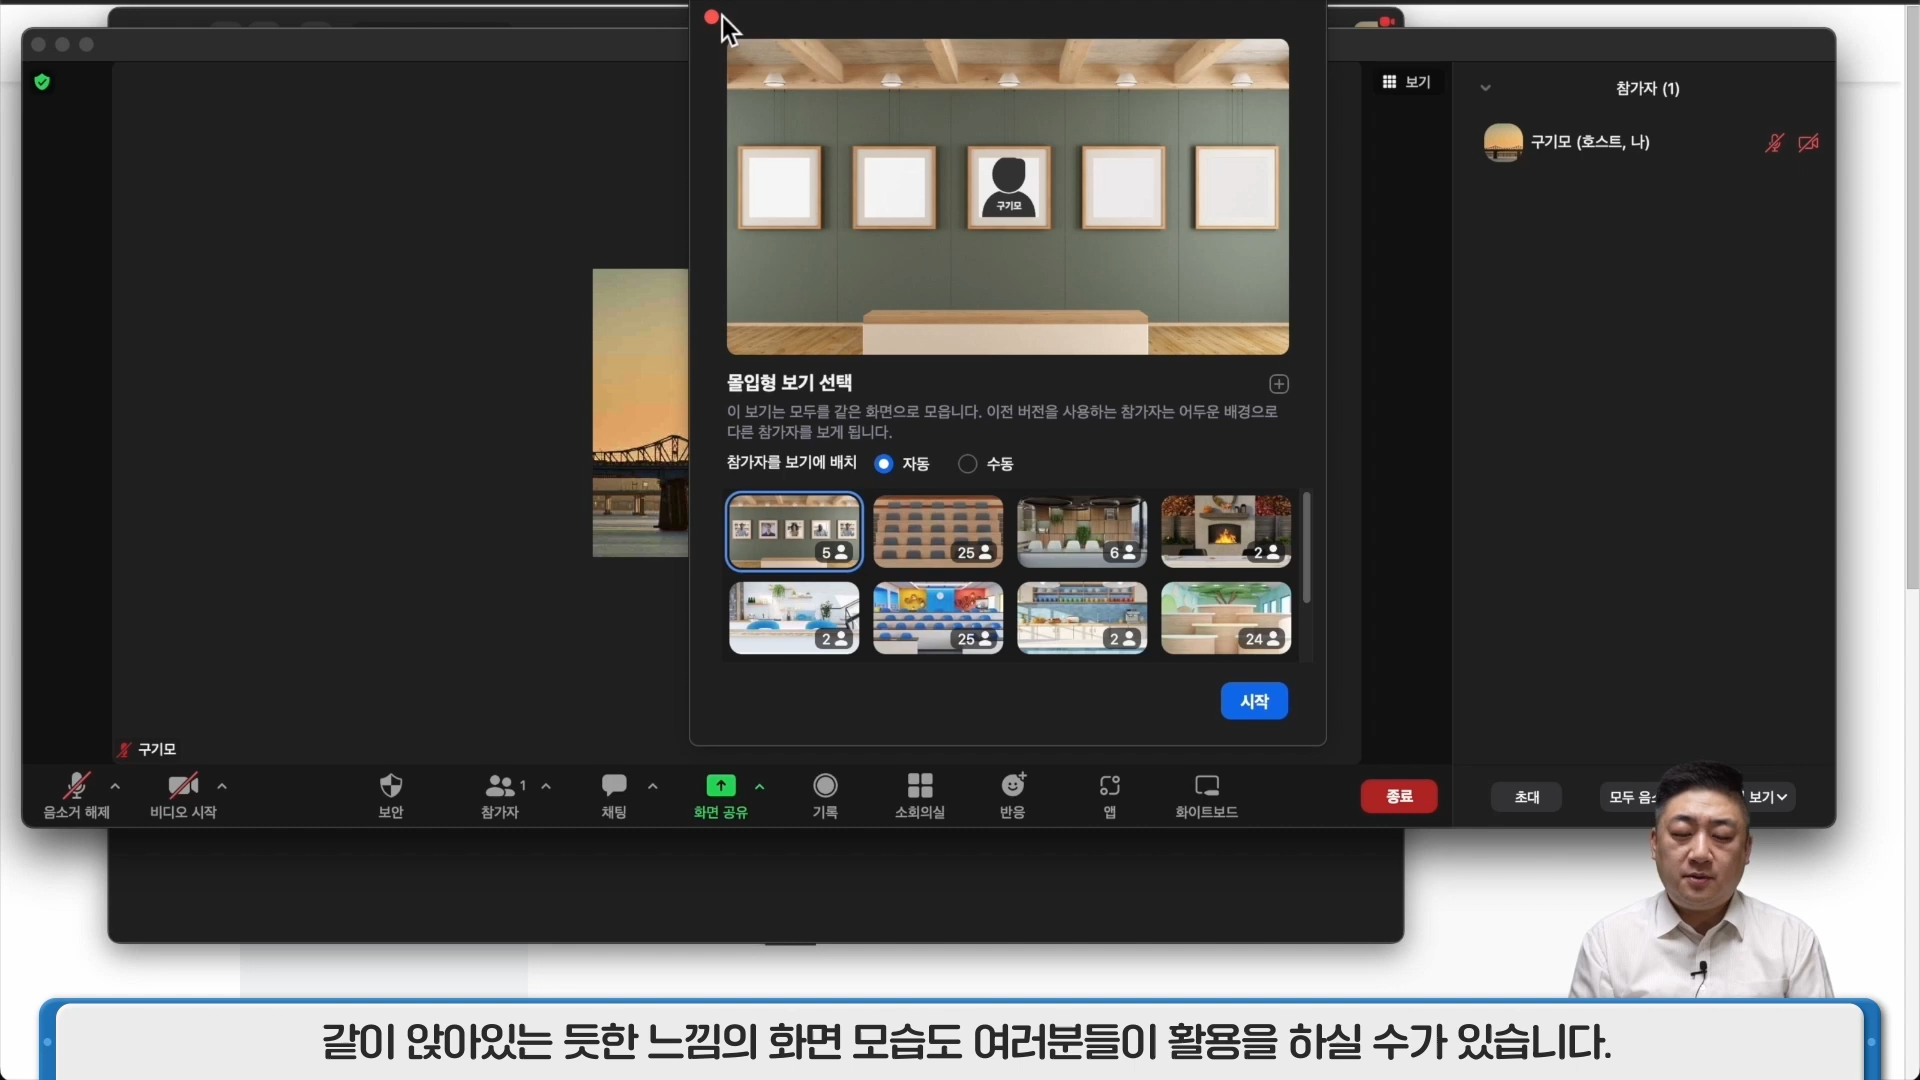 보기
참가자 (1)
구기모 (호스트, 나)
구기모
몰입형 보기 선택
이 보기는 모두를 같은 화면으로 모읍니다. 이전 버전을 사용하는 참가자는 어두운 배경으로
다른 참가자를 보게 됩니다.
참가자를 보기에 배치 자동 수동
5 25 6 2
2 25 2 24
시작
구기모
음소거 해제 비디오 시작 보안 참가자 1 채팅 화면 공유 기록 소회의실 반응 앱 화이트보드 종료
초대 모두 음 보기
같이 앉아있는 듯한 느낌의 화면 모습도 여러분들이 활용을 하실 수가 있습니다.